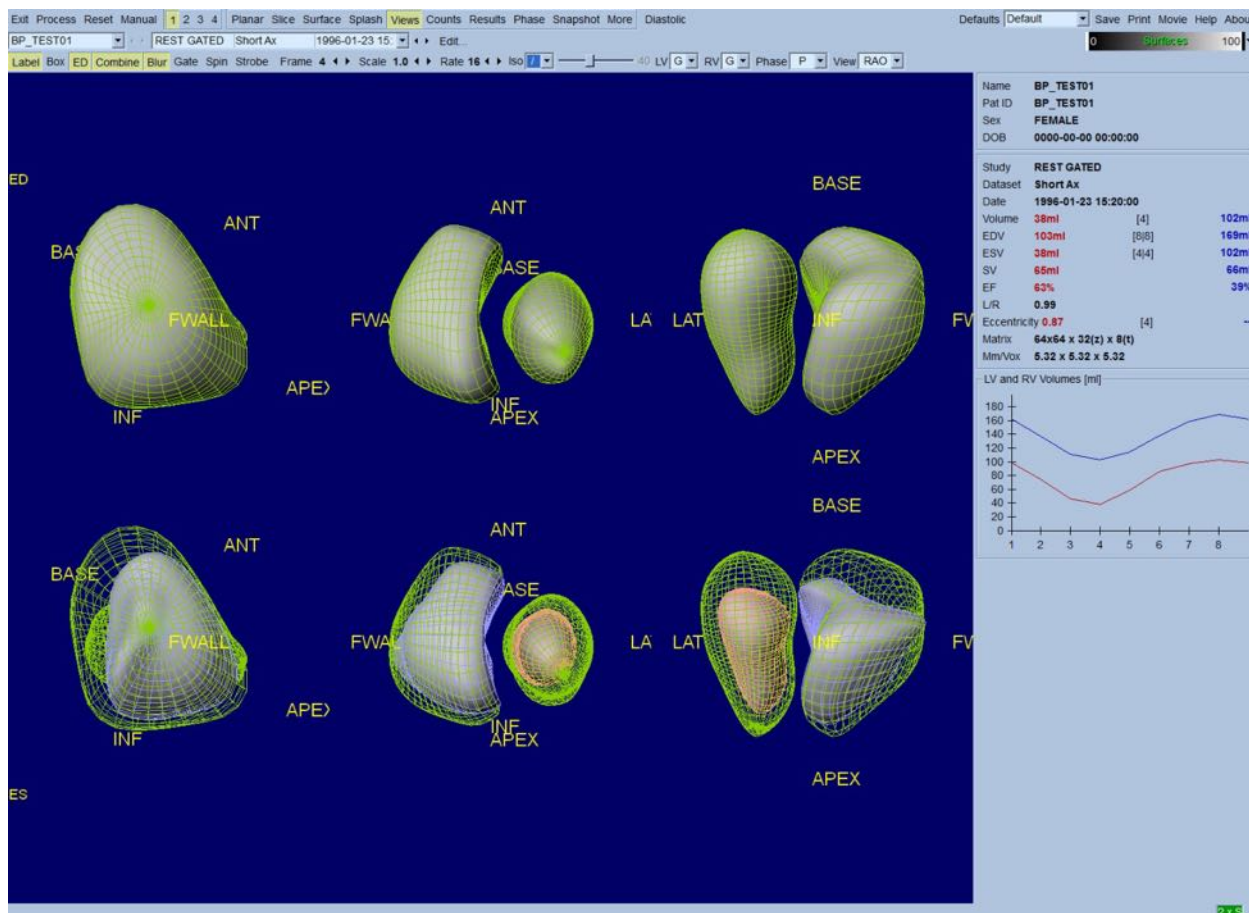 Exit Process Reset Manual 1 2 3 4 Planar Slice Surface Splash Views Counts Results Phase Snapshot More Diastolic Defaults Default Save Print Movie Help Abou
BP_TEST01 REST GATED Short Ax 1996-01-23 15: Edit...
0 Surfaces 100
Label Box ED Combine Blur Gate Spin Strobe Frame 4 Scale 1.0 Rate 16 Iso 40 LV G RV G Phase P View RAO
Name BP_TEST01
Pat ID BP_TEST01
Sex FEMALE
DOB 0000-00-00 00:00:00
Study REST GATED
Dataset Short Ax
Date 1996-01-23 15:20:00
Volume 38ml [4] 102ml
EDV 103ml [8|8] 169ml
ESV 38ml [4|4] 102ml
SV 65ml 66ml
EF 63% 39%
L/R 0.99
Eccentricity 0.87 [4] --
Matrix 64x64 x 32(z) x 8(t)
Mm/Vox 5.32 x 5.32 x 5.32
LV and RV Volumes [ml]
180
160
140
120
100
80
60
40
20
0
1 2 3 4 5 6 7 8
ED
ANT
BAS
FWALL
APEX
INF
ANT
ASE
FWA
LA
INF
APEX
BASE
LAT
INF
FW
APEX
ANT
BASE
FWALL
APEX
INF
ANT
ASE
FWAL
LA
INF
APEX
BASE
LAT
INF
FW
APEX
ES